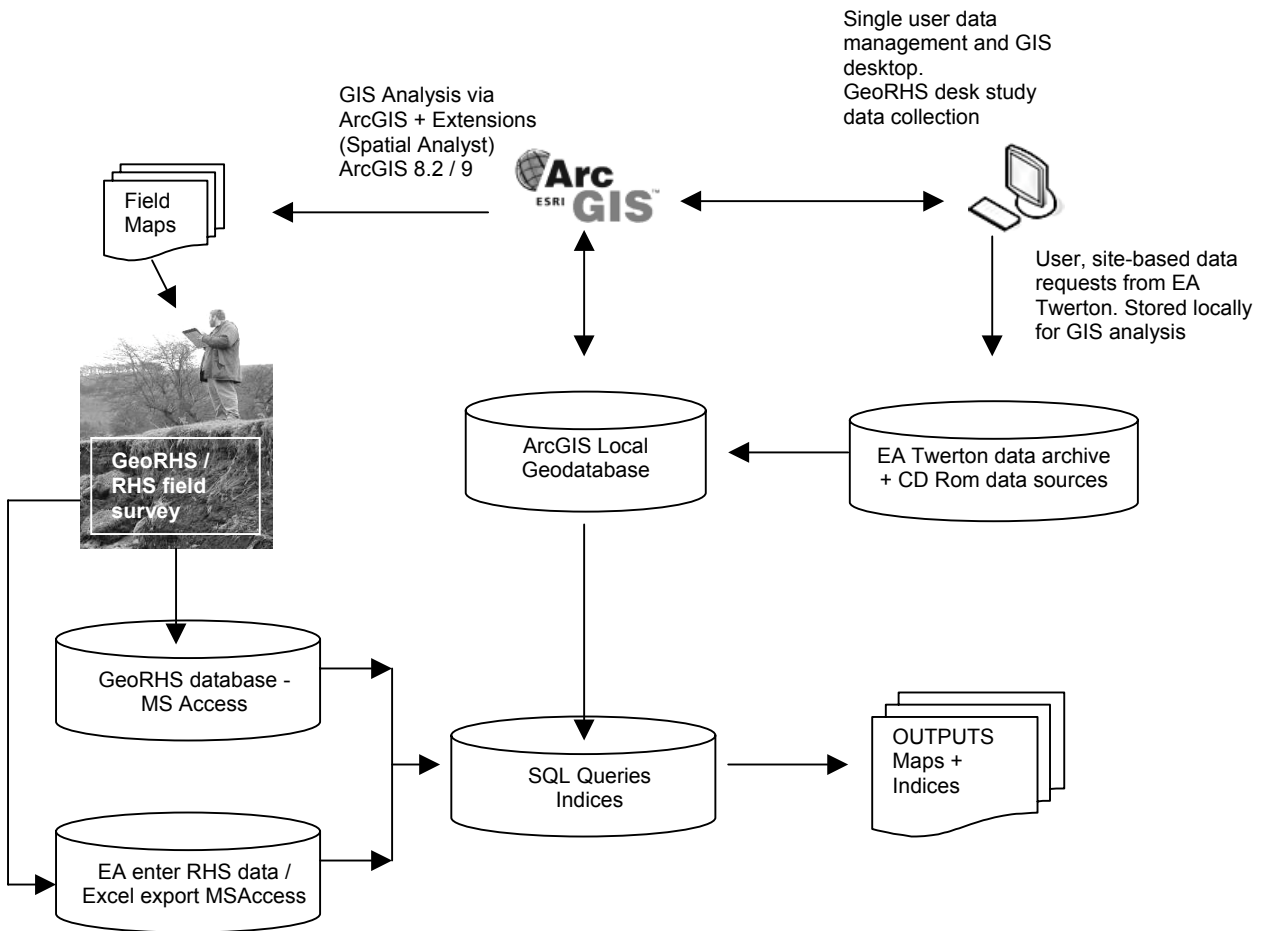 Single user data
management and GIS
desktop.
GeoRHS desk study
data collection
GIS Analysis via
ArcGIS + Extensions
(Spatial Analyst)
ArcGIS 8.2 / 9
Arc
ESRI GIS™
Field
Maps
User, site-based data
requests from EA
Twerton. Stored locally
for GIS analysis
GeoRHS /
RHS field
survey
ArcGIS Local
Geodatabase
EA Twerton data archive
+ CD Rom data sources
GeoRHS database -
MS Access
SQL Queries
Indices
OUTPUTS
Maps +
Indices
EA enter RHS data /
Excel export MSAccess